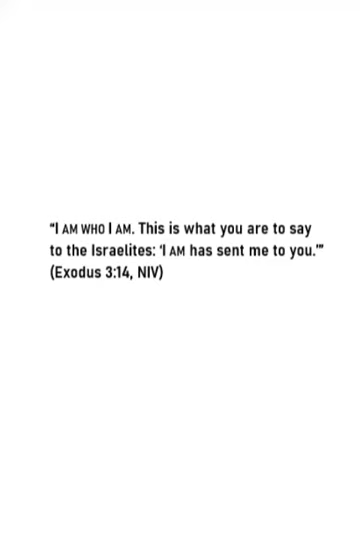 “I AM WHO I AM. This is what you are to say
to the Israelites: ‘I AM has sent me to you.’”
(Exodus 3:14, NIV)